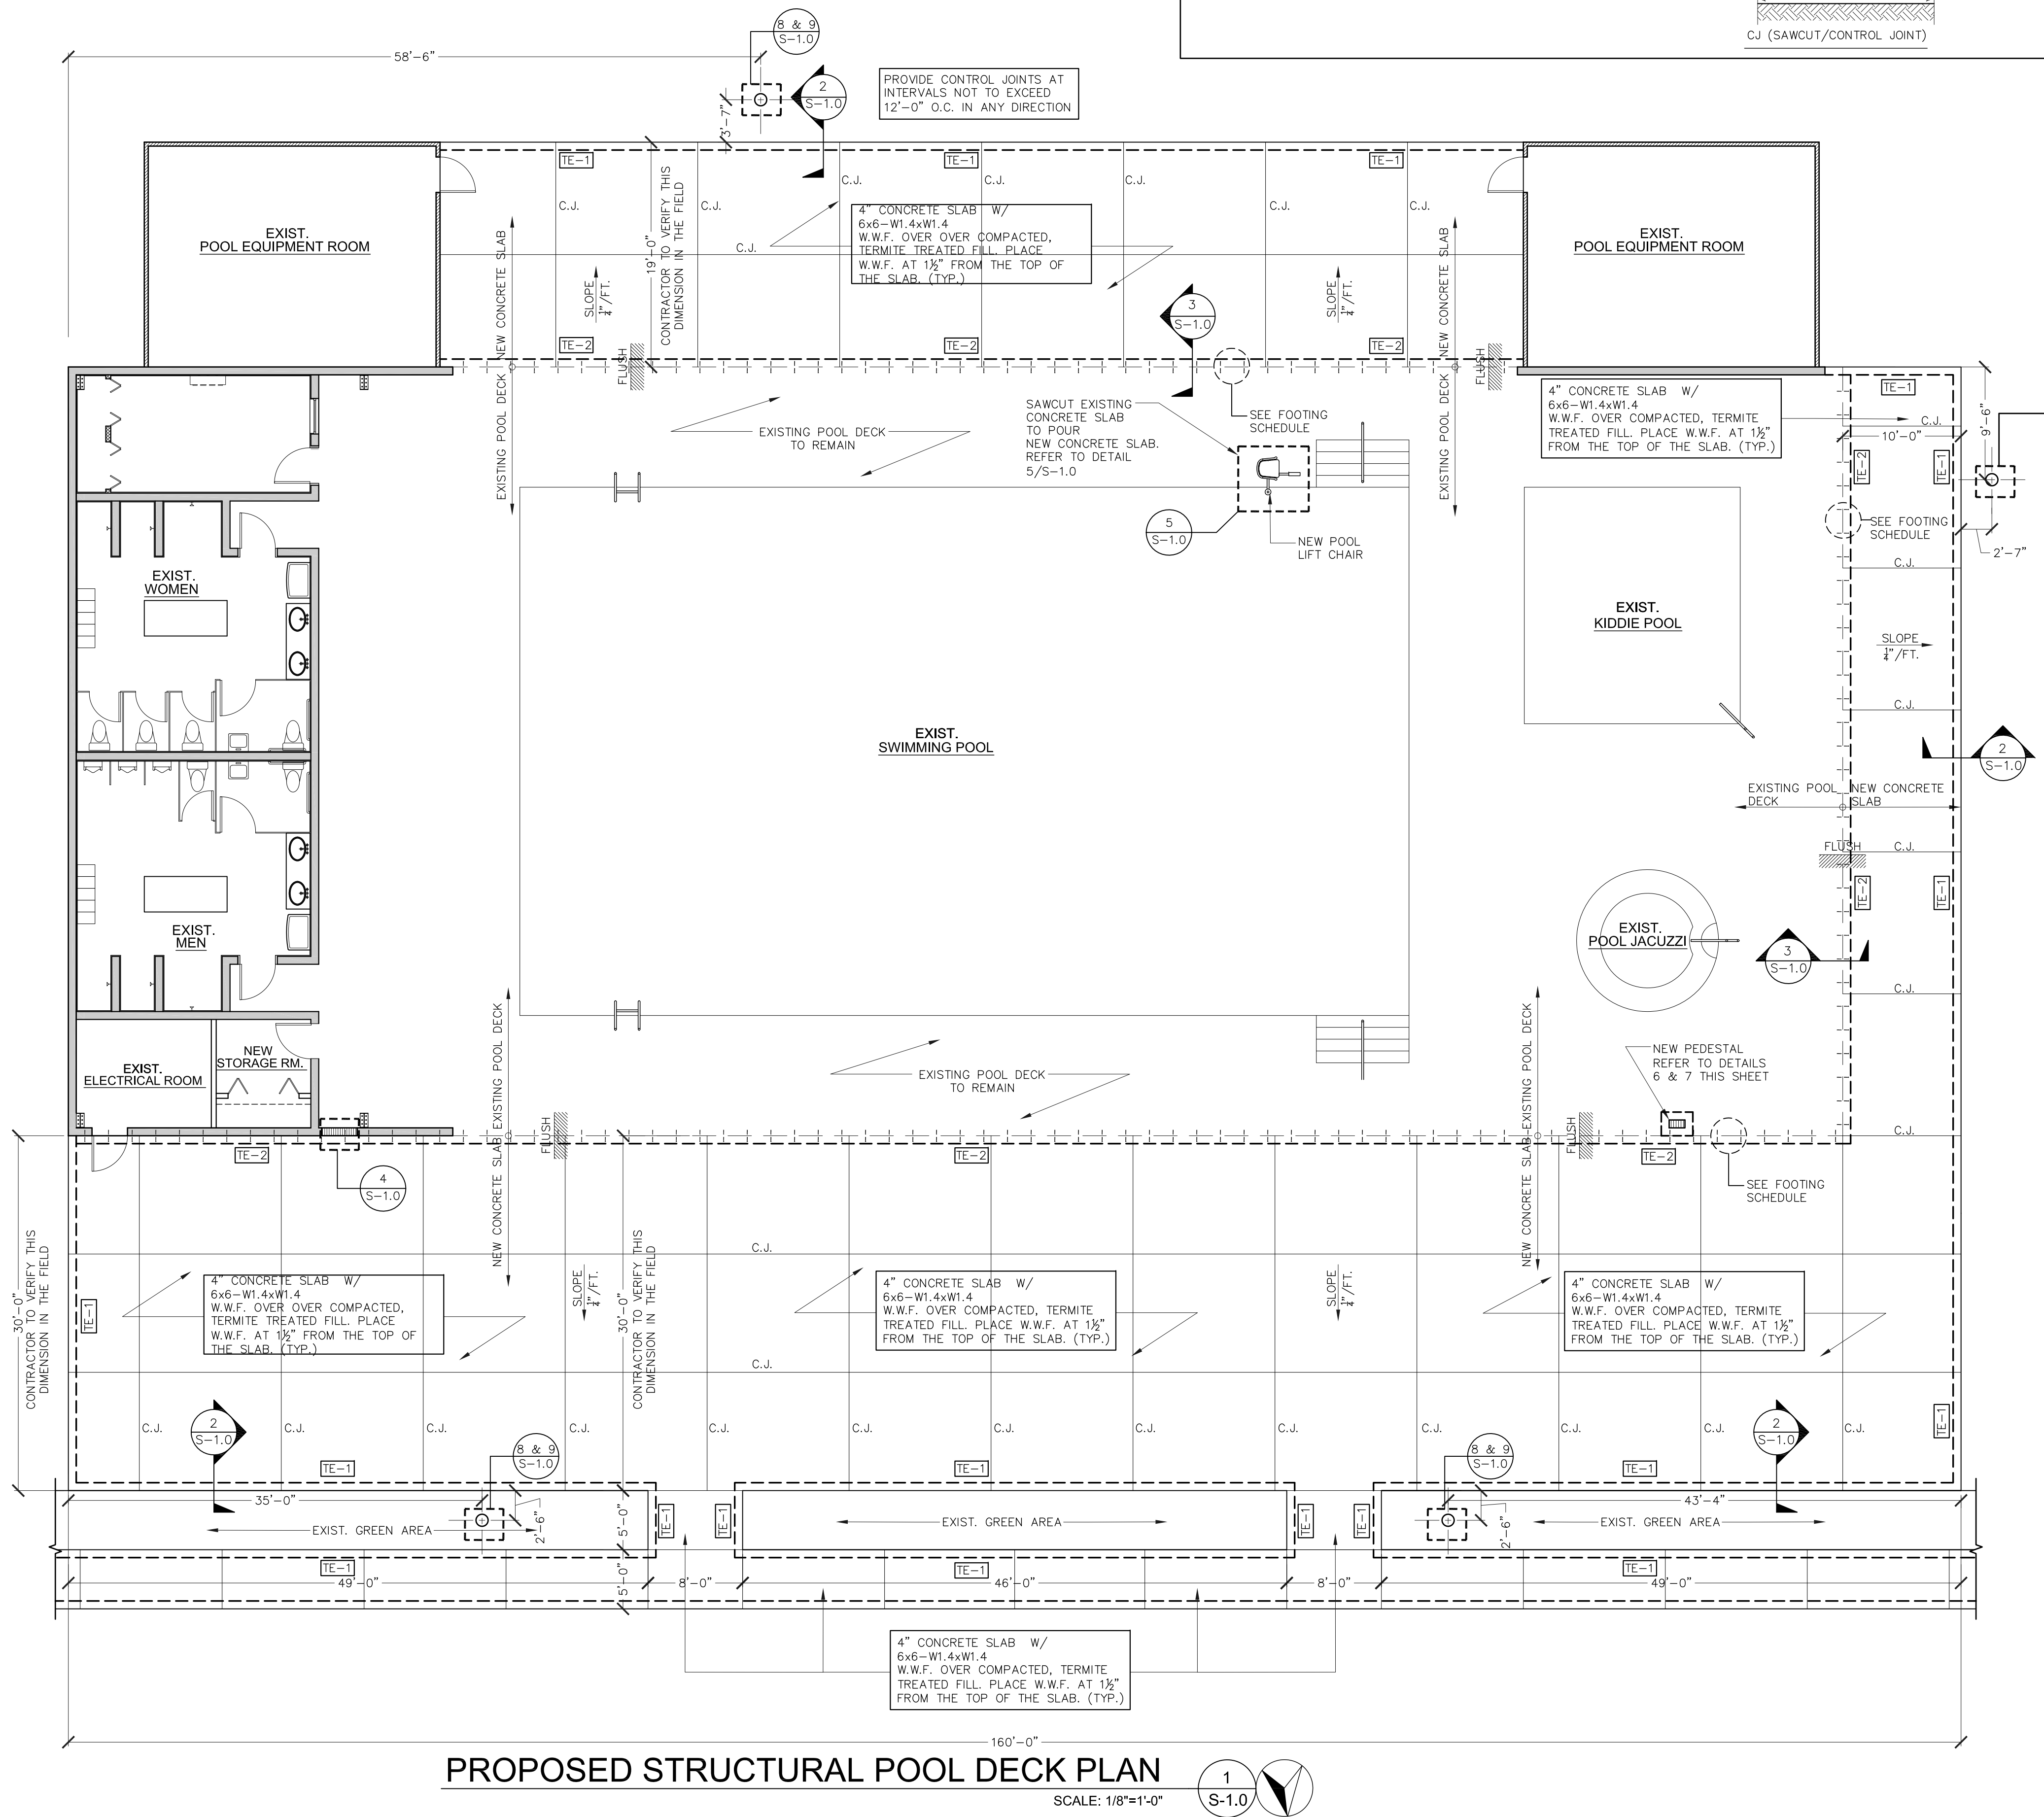 CJ (SAWCUT/CONTROL JOINT)
8 & 9
S-1.0
58'-6"
2
S-1.0
3'-7"
PROVIDE CONTROL JOINTS AT
INTERVALS NOT TO EXCEED
12'-0" O.C. IN ANY DIRECTION
TE-1
TE-1
TE-1
C.J.
C.J.
C.J.
C.J.
C.J.
C.J.
C.J.
C.J.
EXIST.
POOL EQUIPMENT ROOM
EXISTING POOL DECK
NEW CONCRETE SLAB
SLOPE
1/4"/FT.
19'-0"
CONTRACTOR TO VERIFY THIS
DIMENSION IN THE FIELD
4" CONCRETE SLAB W/
6x6-W1.4xW1.4
W.W.F. OVER OVER COMPACTED,
TERMITE TREATED FILL. PLACE
W.W.F. AT 1½" FROM THE TOP OF
THE SLAB. (TYP.)
3
S-1.0
SLOPE
1/4"/FT.
EXISTING POOL DECK
NEW CONCRETE SLAB
EXIST.
POOL EQUIPMENT ROOM
TE-2
TE-2
TE-2
FLUSH
FLUSH
4" CONCRETE SLAB W/
6x6-W1.4xW1.4
W.W.F. OVER COMPACTED, TERMITE
TREATED FILL. PLACE W.W.F. AT 1½"
FROM THE TOP OF THE SLAB. (TYP.)
TE-1
C.J.
10'-0"
9'-6"
TE-2
TE-1
SAWCUT EXISTING
CONCRETE SLAB
TO POUR
NEW CONCRETE SLAB.
REFER TO DETAIL
5/S-1.0
SEE FOOTING
SCHEDULE
EXISTING POOL DECK
TO REMAIN
5
S-1.0
NEW POOL
LIFT CHAIR
SEE FOOTING
SCHEDULE
2'-7"
C.J.
EXIST.
WOMEN
EXIST.
KIDDIE POOL
SLOPE
1/4"/FT.
C.J.
EXIST.
SWIMMING POOL
2
S-1.0
EXISTING POOL
DECK
NEW CONCRETE
SLAB
FLUSH
C.J.
TE-2
TE-1
EXIST.
MEN
EXIST.
POOL JACUZZI
3
S-1.0
C.J.
EXIST.
ELECTRICAL ROOM
NEW
STORAGE RM.
EXISTING POOL DECK
TO REMAIN
NEW PEDESTAL
REFER TO DETAILS
6 & 7 THIS SHEET
NEW CONCRETE SLAB
EXISTING POOL DECK
NEW CONCRETE SLAB
EXISTING POOL DECK
FLUSH
FLUSH
C.J.
TE-2
TE-2
TE-2
4
S-1.0
SEE FOOTING
SCHEDULE
30'-0"
CONTRACTOR TO VERIFY THIS
DIMENSION IN THE FIELD
TE-1
4" CONCRETE SLAB W/
6x6-W1.4xW1.4
W.W.F. OVER OVER COMPACTED,
TERMITE TREATED FILL. PLACE
W.W.F. AT 1½" FROM THE TOP OF
THE SLAB. (TYP.)
SLOPE
1/4"/FT.
30'-0"
CONTRACTOR TO VERIFY THIS
DIMENSION IN THE FIELD
C.J.
C.J.
4" CONCRETE SLAB W/
6x6-W1.4xW1.4
W.W.F. OVER COMPACTED, TERMITE
TREATED FILL. PLACE W.W.F. AT 1½"
FROM THE TOP OF THE SLAB. (TYP.)
SLOPE
1/4"/FT.
4" CONCRETE SLAB W/
6x6-W1.4xW1.4
W.W.F. OVER COMPACTED, TERMITE
TREATED FILL. PLACE W.W.F. AT 1½"
FROM THE TOP OF THE SLAB. (TYP.)
C.J.
2
S-1.0
C.J.
C.J.
C.J.
C.J.
C.J.
C.J.
C.J.
C.J.
C.J.
C.J.
C.J.
2
S-1.0
C.J.
TE-1
TE-1
8 & 9
S-1.0
TE-1
8 & 9
S-1.0
TE-1
35'-0"
EXIST. GREEN AREA
2'-6"
5'-0"
TE-1
TE-1
EXIST. GREEN AREA
TE-1
TE-1
2'-6"
43'-4"
EXIST. GREEN AREA
TE-1
TE-1
TE-1
49'-0"
5'-0"
8'-0"
46'-0"
8'-0"
49'-0"
4" CONCRETE SLAB W/
6x6-W1.4xW1.4
W.W.F. OVER COMPACTED, TERMITE
TREATED FILL. PLACE W.W.F. AT 1½"
FROM THE TOP OF THE SLAB. (TYP.)
160'-0"
PROPOSED STRUCTURAL POOL DECK PLAN
SCALE: 1/8"=1'-0"
1
S-1.0